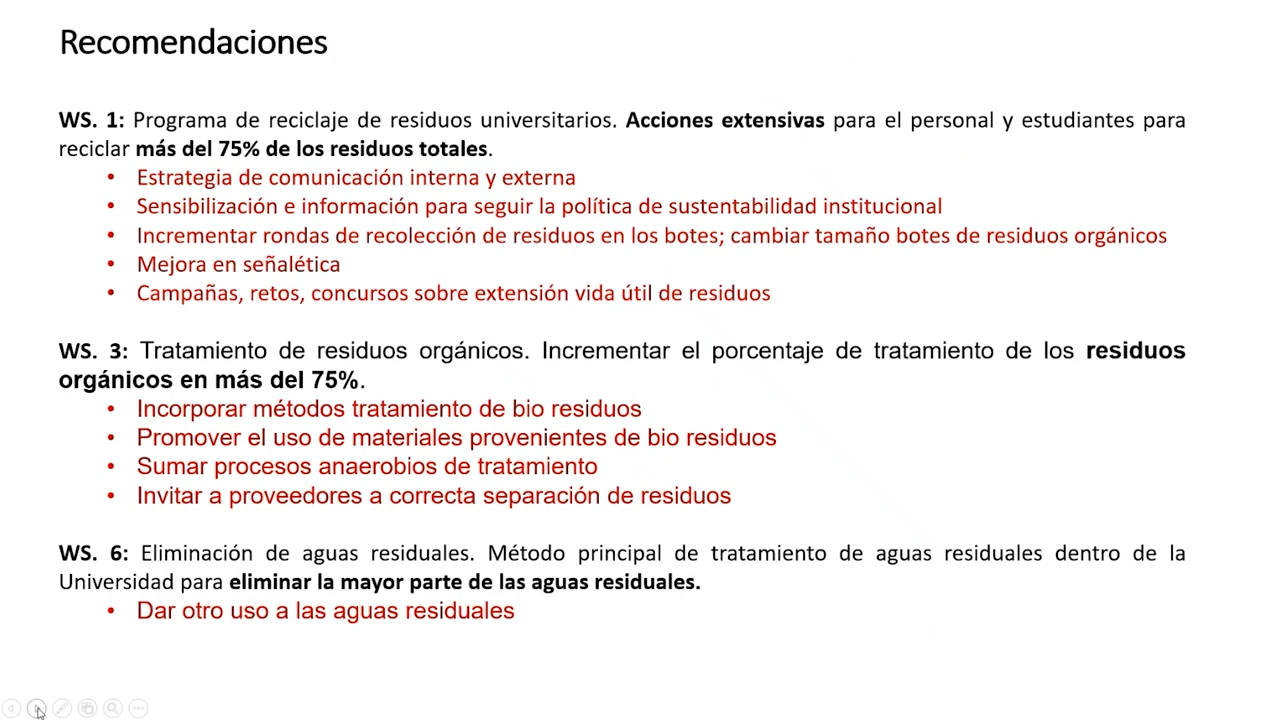 Recomendaciones
WS. 1: Programa de reciclaje de residuos universitarios. Acciones extensivas para el personal y estudiantes para
reciclar más del 75% de los residuos totales.
• Estrategia de comunicación interna y externa
• Sensibilización e información para seguir la política de sustentabilidad institucional
• Incrementar rondas de recolección de residuos en los botes; cambiar tamaño botes de residuos orgánicos
• Mejora en señalética
• Campañas, retos, concursos sobre extensión vida útil de residuos
WS. 3: Tratamiento de residuos orgánicos. Incrementar el porcentaje de tratamiento de los residuos
orgánicos en más del 75%.
• Incorporar métodos tratamiento de bio residuos
• Promover el uso de materiales provenientes de bio residuos
• Sumar procesos anaerobios de tratamiento
• Invitar a proveedores a correcta separación de residuos
WS. 6: Eliminación de aguas residuales. Método principal de tratamiento de aguas residuales dentro de la
Universidad para eliminar la mayor parte de las aguas residuales.
• Dar otro uso a las aguas residuales